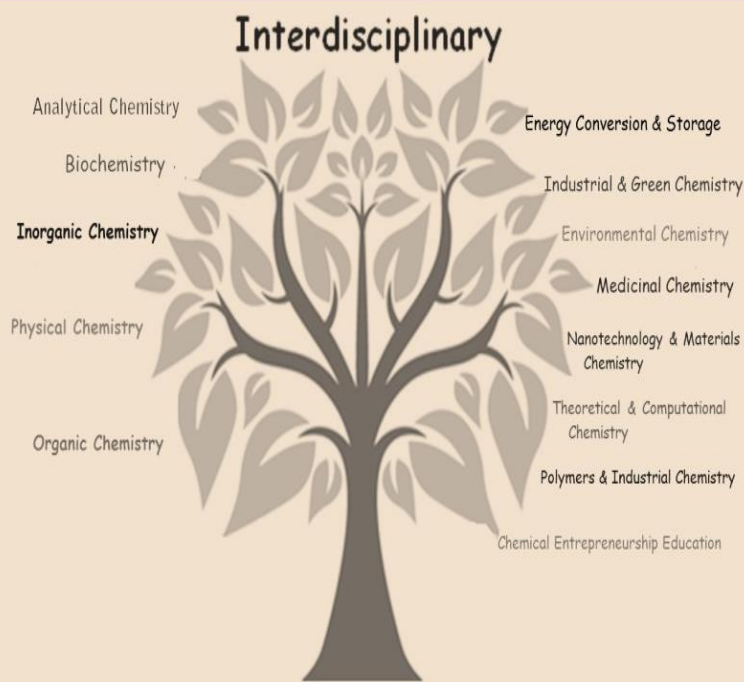 Interdisciplinary
Analytical Chemistry
Biochemistry
Inorganic Chemistry
Physical Chemistry
Organic Chemistry
Energy Conversion & Storage
Industrial & Green Chemistry
Environmental Chemistry
Medicinal Chemistry
Nanotechnology & Materials
Chemistry
Theoretical & Computational
Chemistry
Polymers & Industrial Chemistry
Chemical Entrepreneurship Education